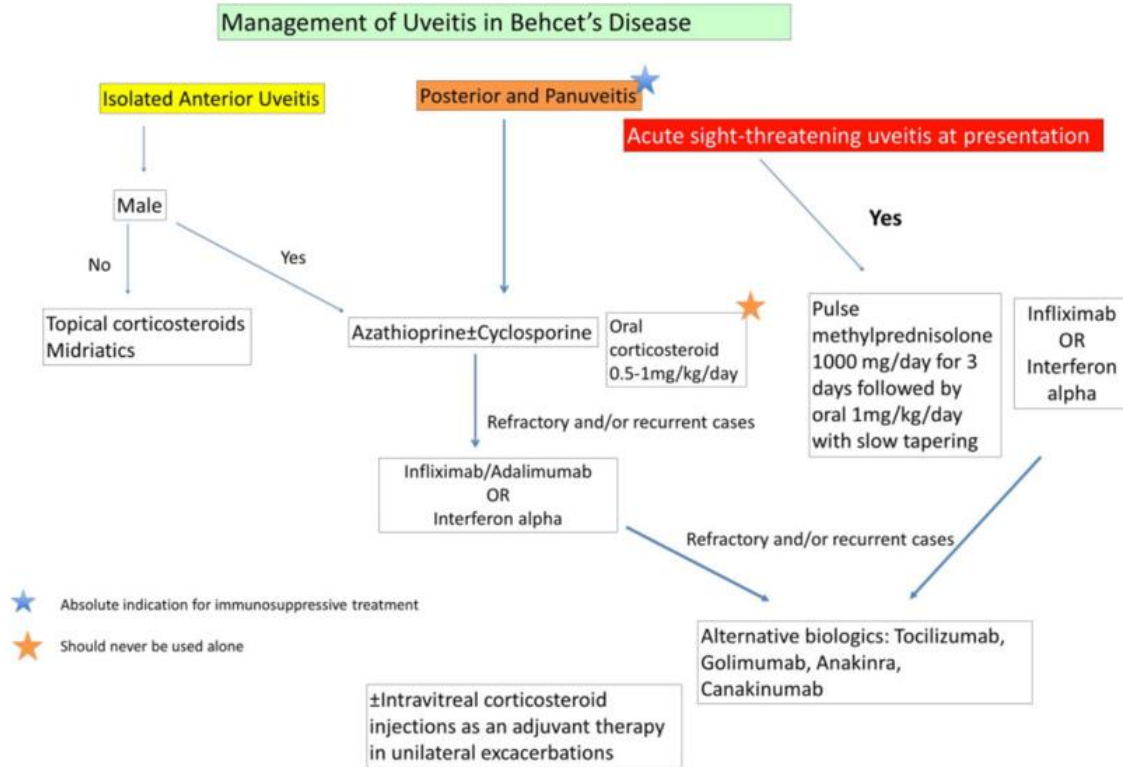 Management of Uveitis in Behcet's Disease
Isolated Anterior Uveitis
Posterior and Panuveitis
Acute sight-threatening uveitis at presentation
Male
Yes
No
Yes
Topical corticosteroids
Midriatics
Azathioprine±Cyclosporine
Oral
corticosteroid
0.5-1mg/kg/day
Pulse
methylprednisolone
1000 mg/day for 3
days followed by
oral 1mg/kg/day
with slow tapering
Infliximab
OR
Interferon
alpha
Refractory and/or recurrent cases
Infliximab/Adalimumab
OR
Interferon alpha
Refractory and/or recurrent cases
Absolute indication for immunosuppressive treatment
Should never be used alone
Alternative biologics: Tocilizumab,
Golimumab, Anakinra,
Canakinumab
±Intravitreal corticosteroid
injections as an adjuvant therapy
in unilateral excacerbations